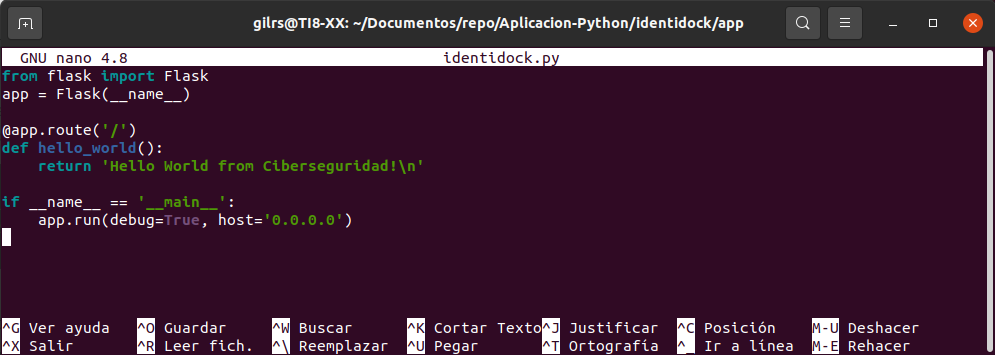 gilrs@TI8-XX: ~/Documentos/repo/Aplicacion-Python/identidock/app
GNU nano 4.8 identidock.py
from flask import Flask
app = Flask(__name__)
@app.route('/')
def hello_world():
    return 'Hello World from Ciberseguridad!\n'
if __name__ == '__main__':
    app.run(debug=True, host='0.0.0.0')
^G Ver ayuda ^O Guardar ^W Buscar ^K Cortar Texto ^J Justificar ^C Posición M-U Deshacer
^X Salir ^R Leer fich. ^\ Reemplazar ^U Pegar ^T Ortografía ^_ Ir a línea M-E Rehacer